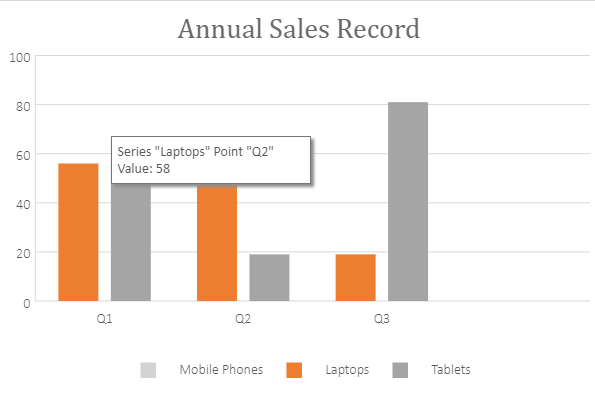 Annual Sales Record
100
80
60
40
20
0
Series "Laptops" Point "Q2"
Value: 58
Q1 Q2 Q3
Mobile Phones Laptops Tablets